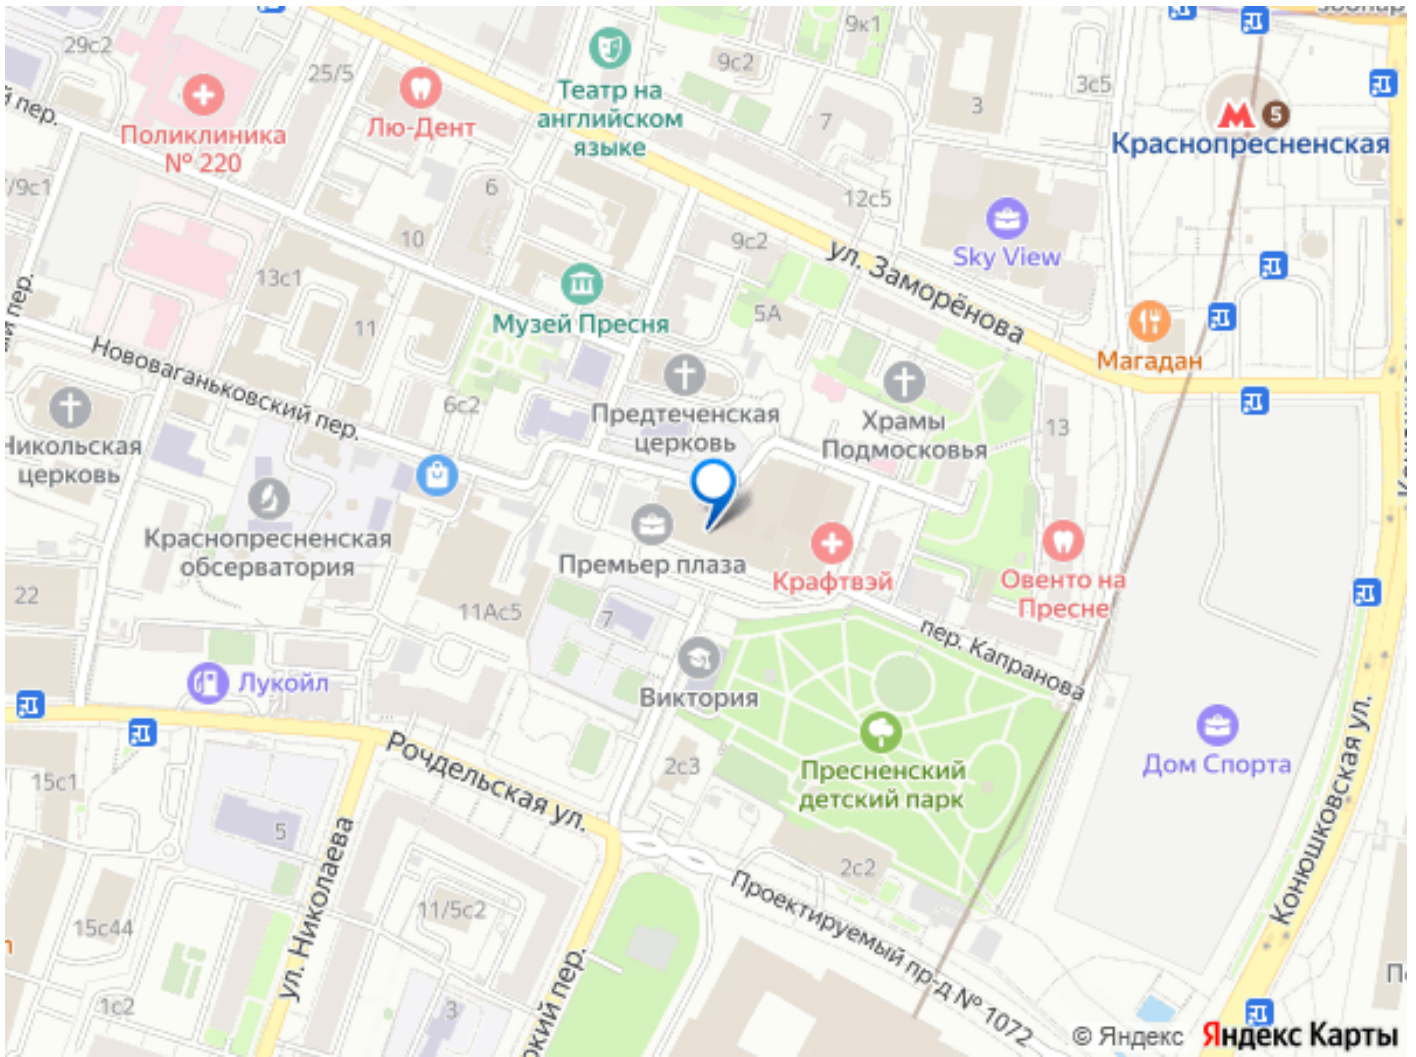 29с2
9к1
зоопар
25/5
Театр на
английском
языке
9с2
3с5
3
й пер.
Поликлиника
№ 220
Лю-Дент
7
М 5
Краснопресненская
/9с1
6
12с5
10
9с2
Sky View
13с1
ул. Заморёнова
5А
Музей Пресня
11
Магадан
Нововаганьковский пер.
6с2
Предтеченская
церковь
Храмы
Подмосковья
13
Никольская
церковь
Краснопресненская
обсерватория
Премьер плаза
Крафтвэй
Овенто на
Пресне
22
11Ас5
7
пер. Капранова
Лукойл
Виктория
Рочдельская ул.
2с3
Пресненский
детский парк
Дом Спорта
15с1
5
ул. Николаева
2с2
Конюшковская ул.
11/5с2
15с44
Проектируемый пр-д № 1072
1с2
3
кий пер.
© Яндекс Яндекс Карты